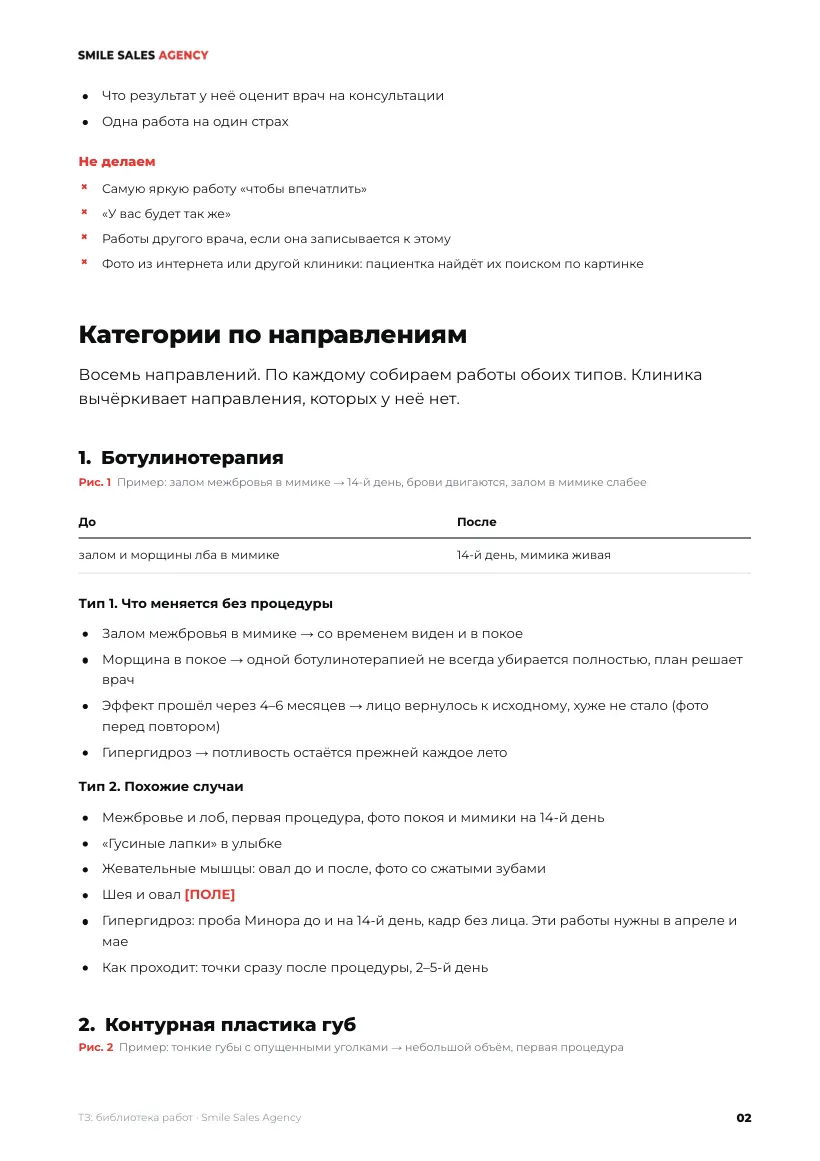 SMILE SALES AGENCY
• Что результат у неё оценит врач на консультации
• Одна работа на один страх
Не делаем
× Самую яркую работу «чтобы впечатлить»
× «У вас будет так же»
× Работы другого врача, если она записывается к этому
× Фото из интернета или другой клиники: пациентка найдёт их поиском по картинке
Категории по направлениям
Восемь направлений. По каждому собираем работы обоих типов. Клиника
вычёркивает направления, которых у неё нет.
1. Ботулинотерапия
Рис. 1 Пример: залом межбровья в мимике → 14-й день, брови двигаются, залом в мимике слабее
До После
залом и морщины лба в мимике 14-й день, мимика живая
Тип 1. Что меняется без процедуры
• Залом межбровья в мимике → со временем виден и в покое
• Морщина в покое → одной ботулинотерапией не всегда убирается полностью, план решает
врач
• Эффект прошёл через 4–6 месяцев → лицо вернулось к исходному, хуже не стало (фото
перед повтором)
• Гипергидроз → потливость остаётся прежней каждое лето
Тип 2. Похожие случаи
• Межбровье и лоб, первая процедура, фото покоя и мимики на 14-й день
• «Гусиные лапки» в улыбке
• Жевательные мышцы: овал до и после, фото со сжатыми зубами
• Шея и овал [ПОЛЕ]
• Гипергидроз: проба Минора до и на 14-й день, кадр без лица. Эти работы нужны в апреле и
мае
• Как проходит: точки сразу после процедуры, 2–5-й день
2. Контурная пластика губ
Рис. 2 Пример: тонкие губы с опущенными уголками → небольшой объём, первая процедура
ТЗ: библиотека работ · Smile Sales Agency 02